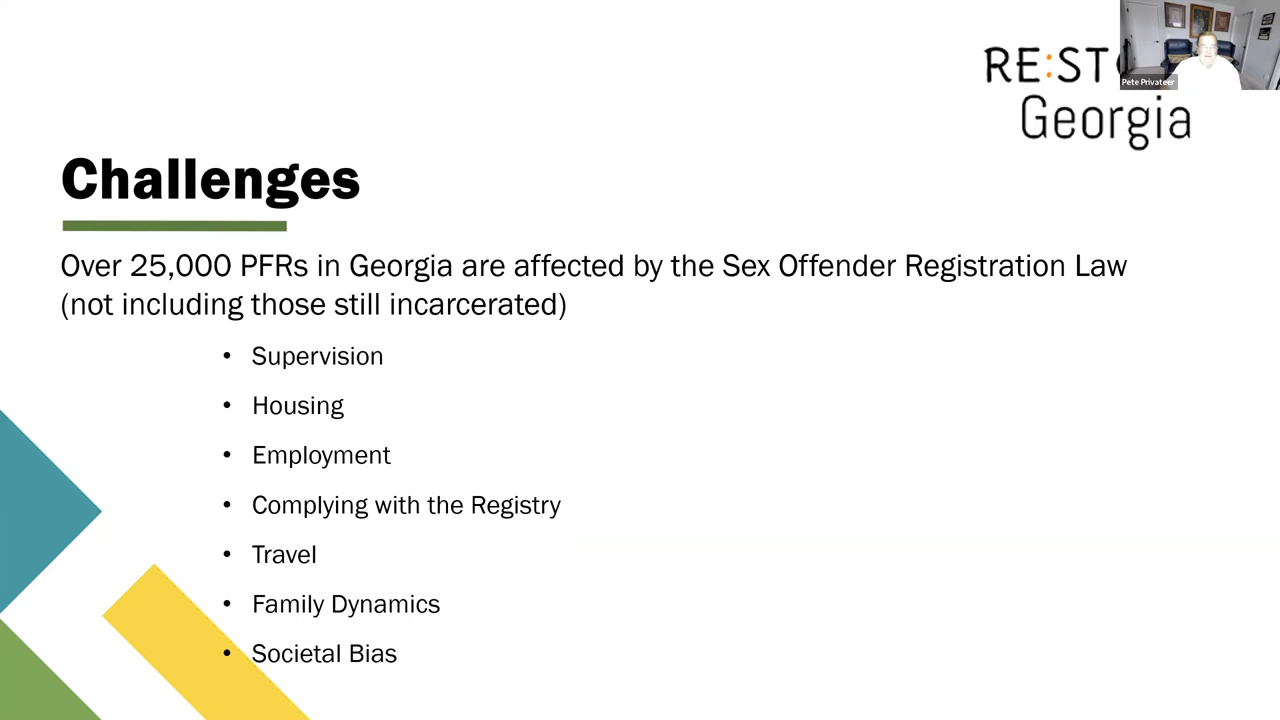 RE:STO
Georgia
Pete Privateer
Challenges
Over 25,000 PFRs in Georgia are affected by the Sex Offender Registration Law
(not including those still incarcerated)
• Supervision
• Housing
• Employment
• Complying with the Registry
• Travel
• Family Dynamics
• Societal Bias